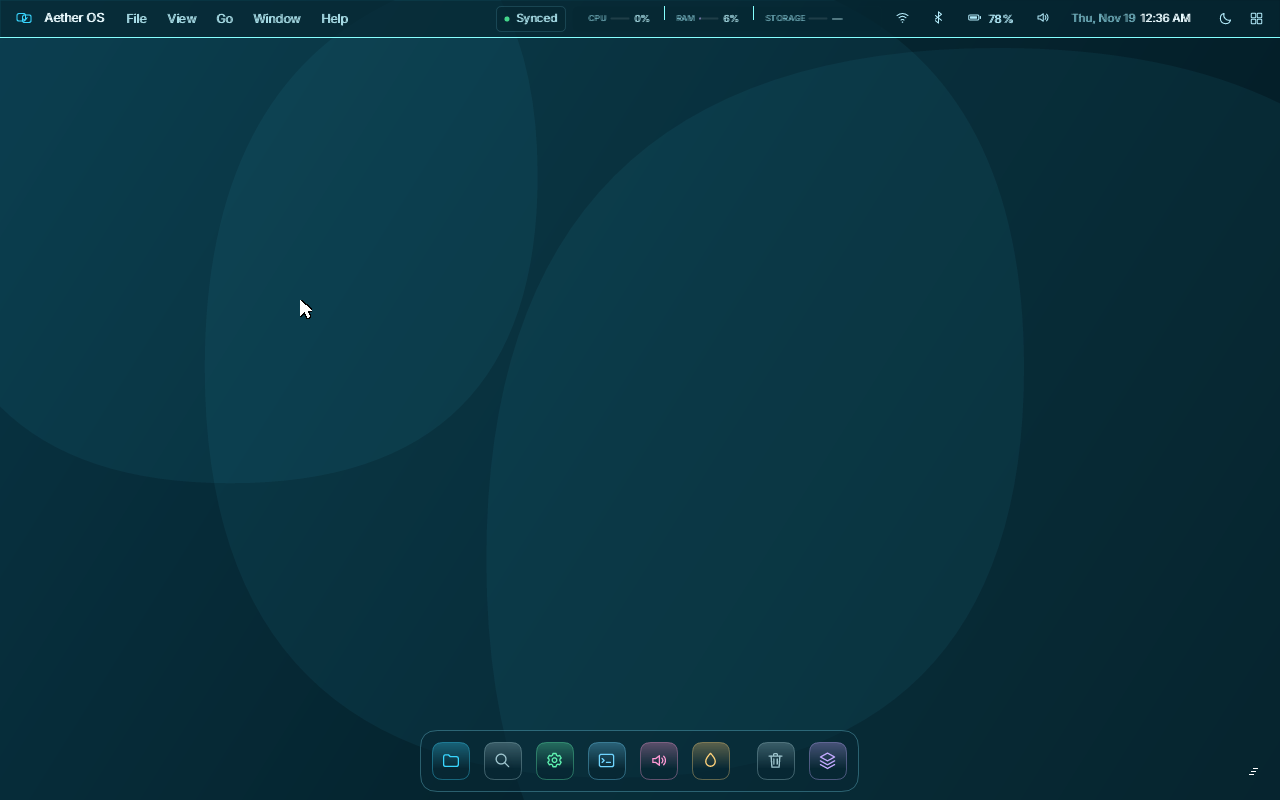 Aether OS File View Go Window Help Synced CPU 0% RAM 6% STORAGE — 78% Thu, Nov 19 12:36 AM